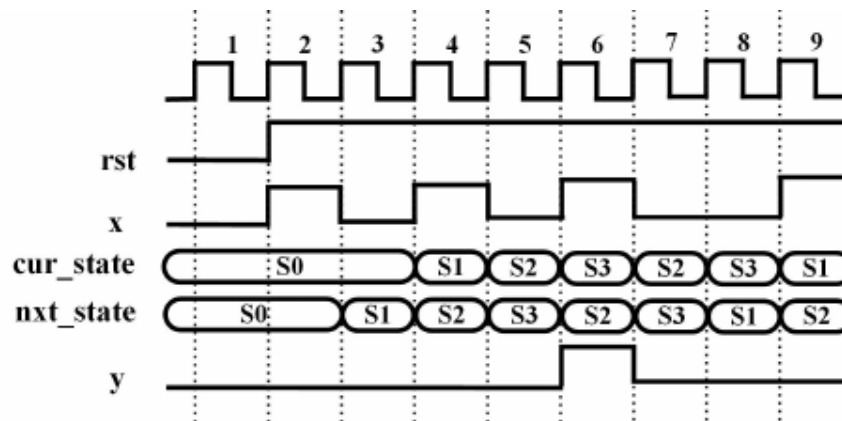 1 2 3 4 5 6 7 8 9
rst
x
cur_state S0 S1 S2 S3 S2 S3 S1
nxt_state S0 S1 S2 S3 S2 S3 S1 S2
y